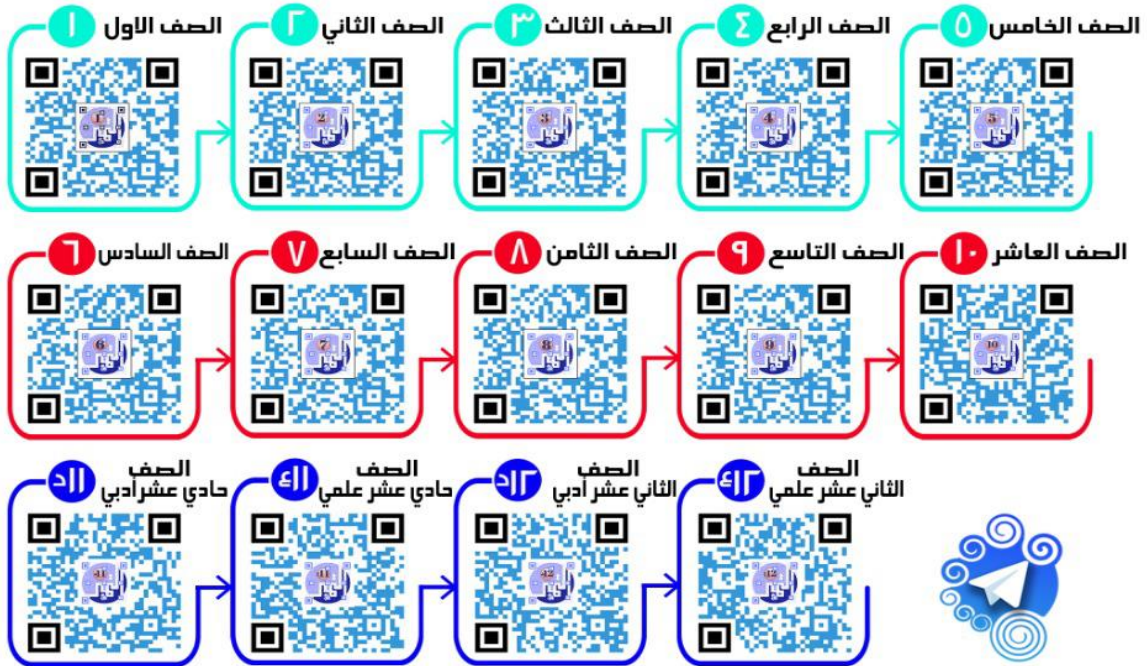 الصف الاول ١
الصف الثاني ٢
الصف الثالث ٣
الصف الرابع ٤
الصف الخامس ٥
الصف السادس ٦
الصف السابع ٧
الصف الثامن ٨
الصف التاسع ٩
الصف العاشر ١٠
الصف
حادي عشر أدبي ١١د
الصف
حادي عشر علمي ١١ع
الصف
الثاني عشر أدبي ١٢د
الصف
الثاني عشر علمي ١٢ع